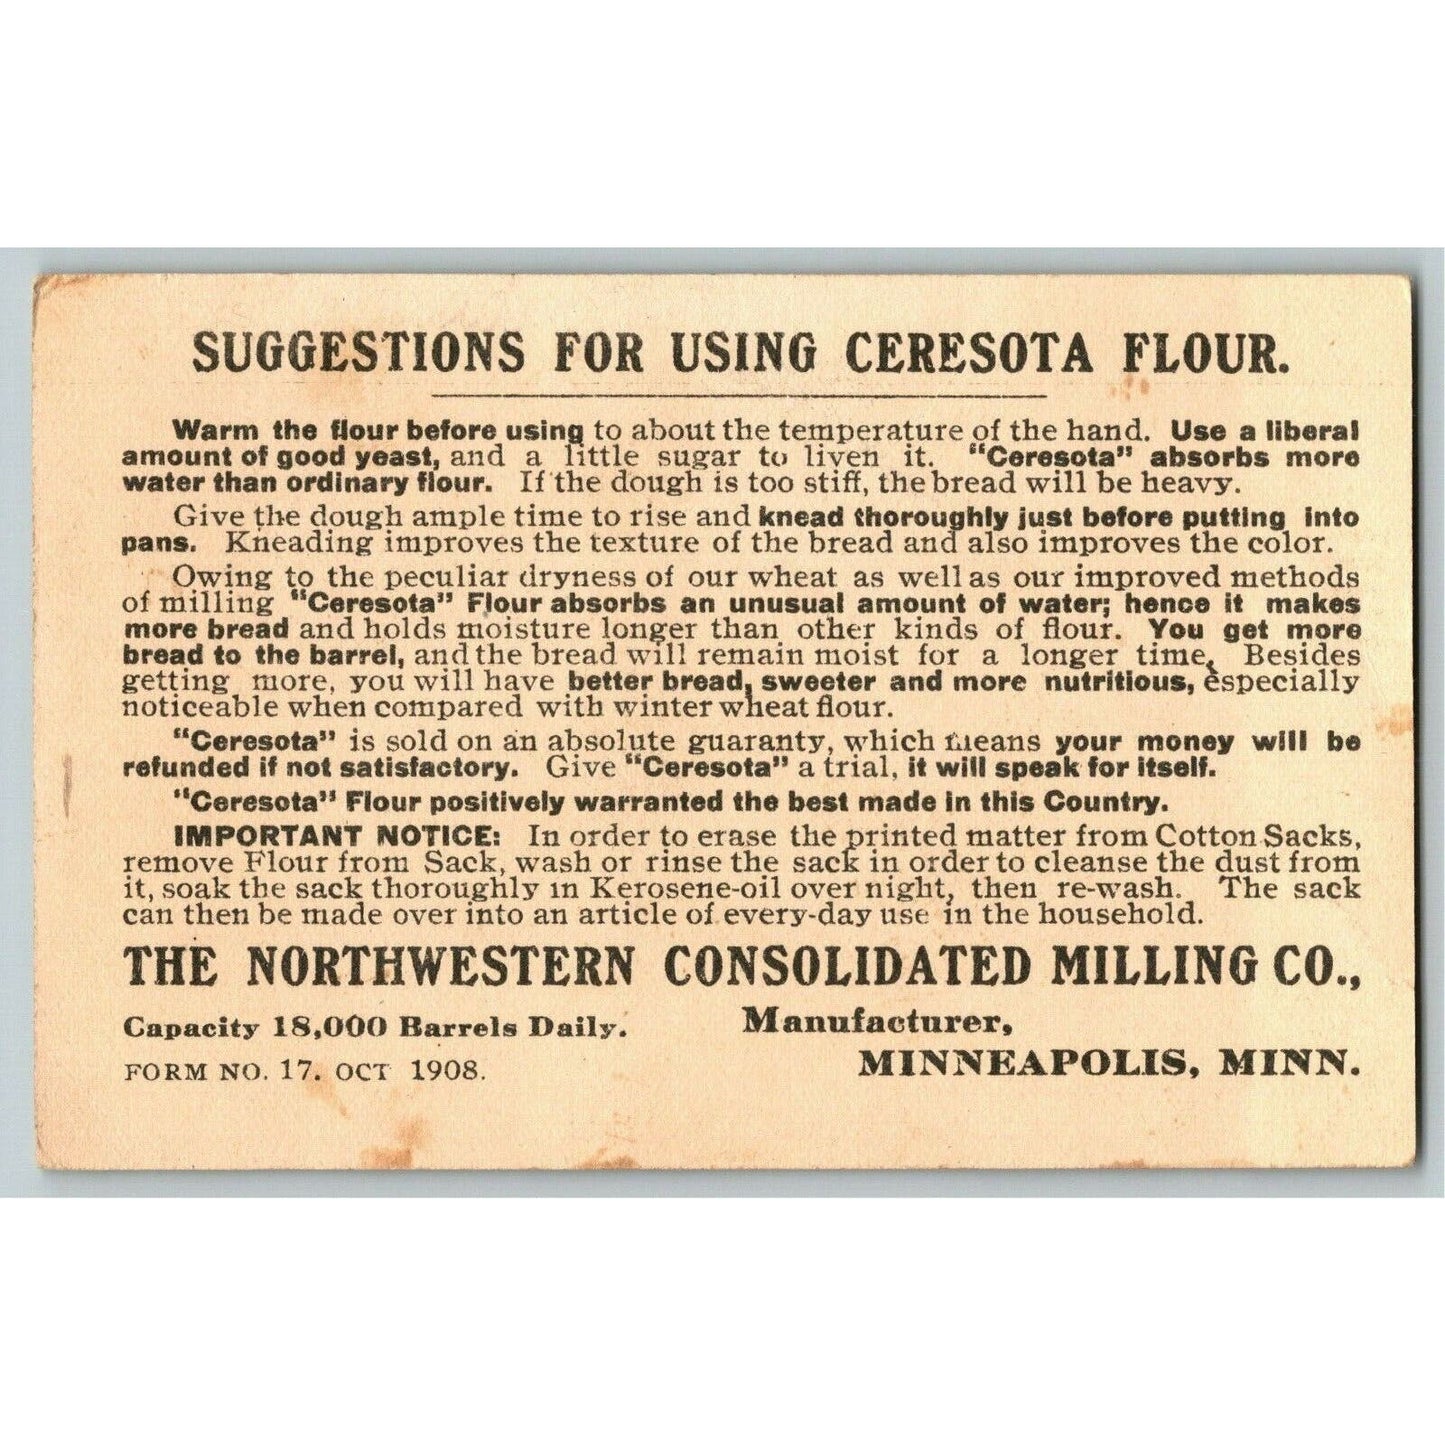 SUGGESTIONS FOR USING CERESOTA FLOUR.
Warm the flour before using to about the temperature of the hand. Use a liberal
amount of good yeast, and a little sugar to liven it. "Ceresota" absorbs more
water than ordinary flour. If the dough is too stiff, the bread will be heavy.
Give the dough ample time to rise and knead thoroughly just before putting into
pans. Kneading improves the texture of the bread and also improves the color.
Owing to the peculiar dryness of our wheat as well as our improved methods
of milling "Ceresota" Flour absorbs an unusual amount of water; hence it makes
more bread and holds moisture longer than other kinds of flour. You get more
bread to the barrel, and the bread will remain moist for a longer time. Besides
getting more, you will have better bread, sweeter and more nutritious, especially
noticeable when compared with winter wheat flour.
"Ceresota" is sold on an absolute guaranty, which means your money will be
refunded if not satisfactory. Give "Ceresota" a trial, it will speak for itself.
"Ceresota" Flour positively warranted the best made in this Country.
IMPORTANT NOTICE: In order to erase the printed matter from Cotton Sacks,
remove Flour from Sack, wash or rinse the sack in order to cleanse the dust from
it, soak the sack thoroughly in Kerosene-oil over night, then re-wash. The sack
can then be made over into an article of every-day use in the household.
THE NORTHWESTERN CONSOLIDATED MILLING CO.,
Capacity 18,000 Barrels Daily. Manufacturer,
FORM NO. 17. OCT 1908. MINNEAPOLIS, MINN.